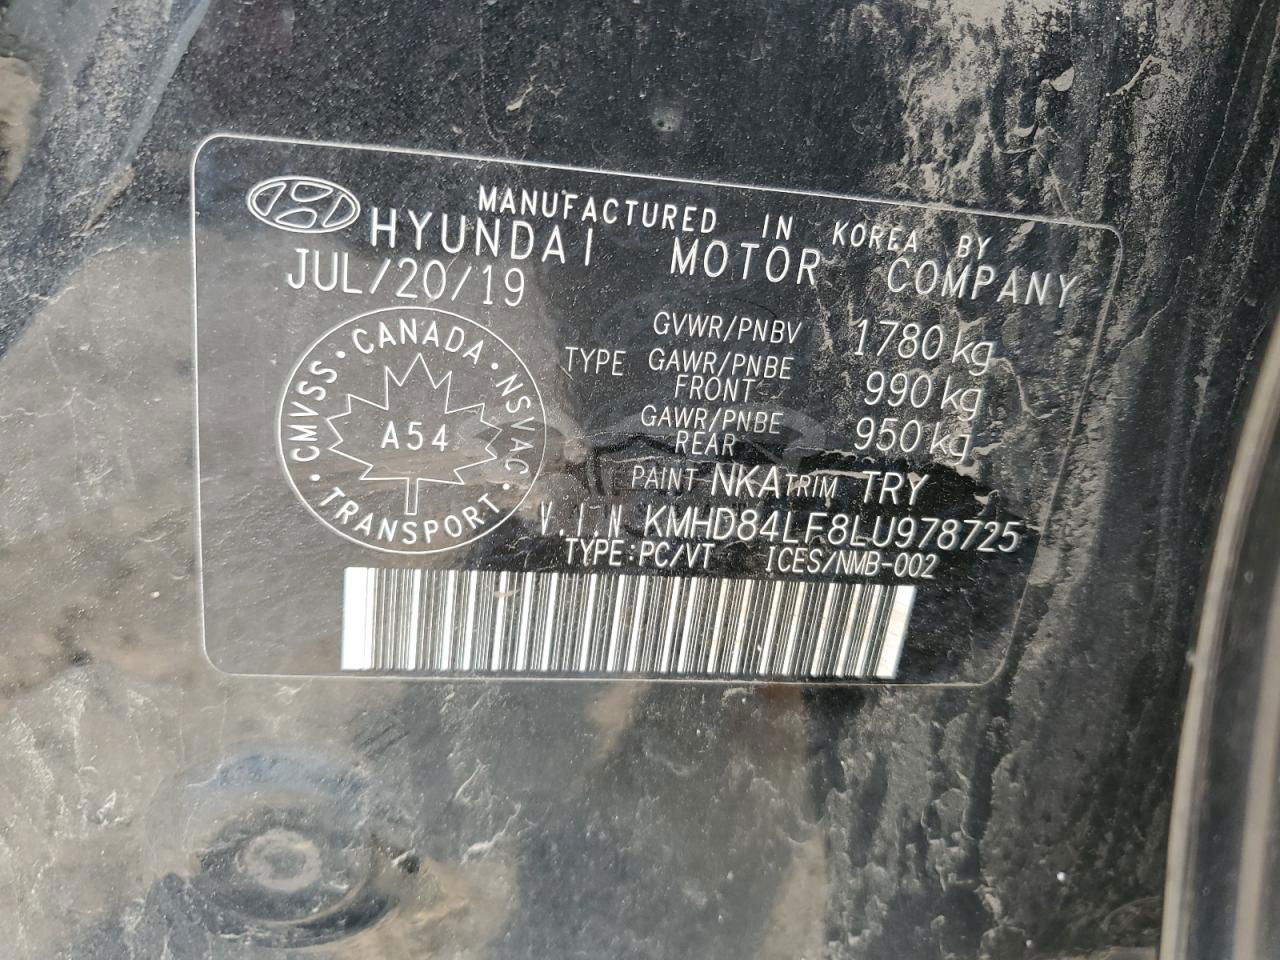 MANUFACTURED IN KOREA BY
HYUNDAI MOTOR COMPANY
JUL/20/19
CMVSS · CANADA · NSVAC · TRANSPORT ·
A54
GVWR/PNBV 1780 kg
TYPE GAWR/PNBE FRONT 990 kg
GAWR/PNBE REAR 950 kg
PAINT NKA TRIM TRY
V.I.N KMHD84LF8LU978725
TYPE:PC/VT ICES/NMB-002